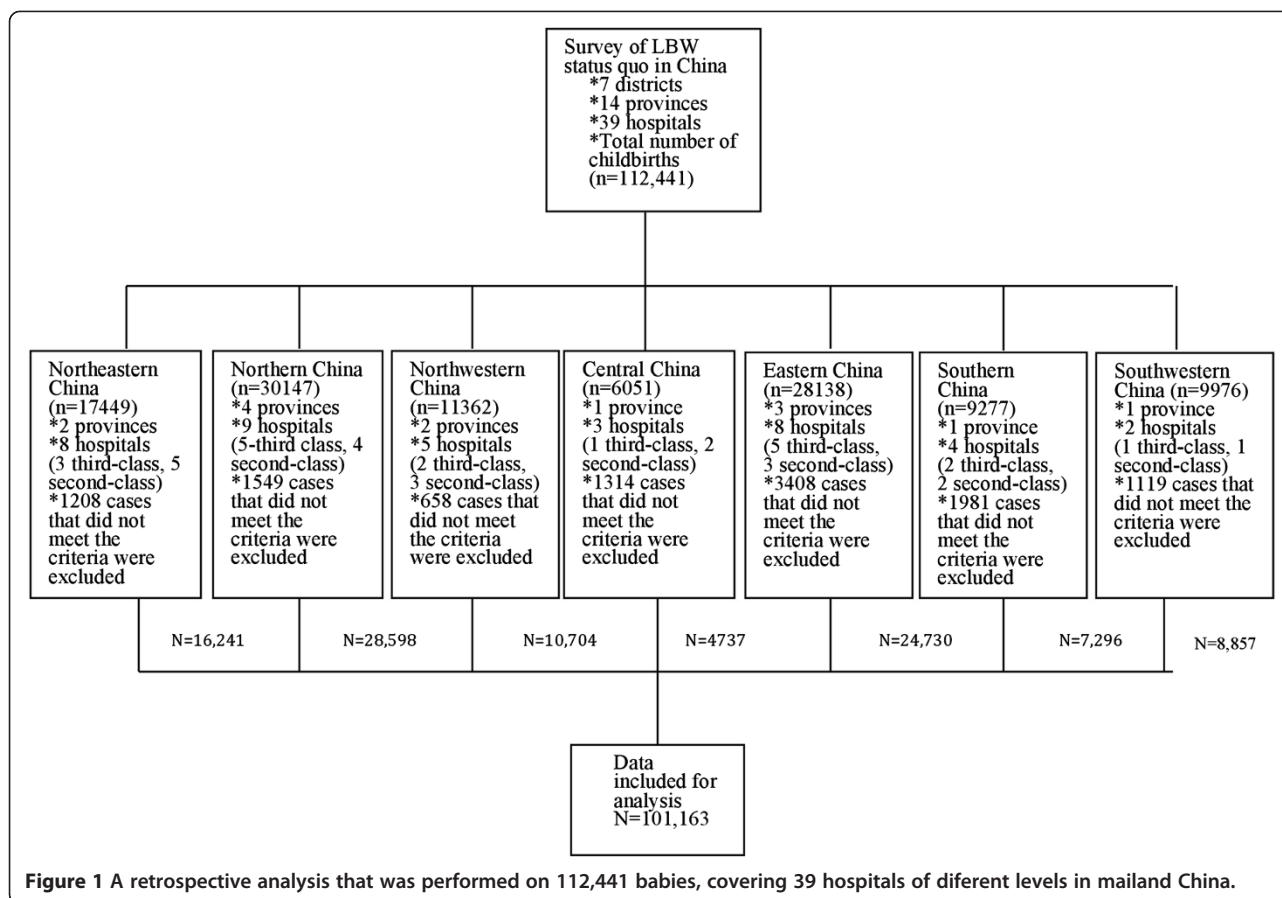 Survey of LBW
status quo in China
*7 districts
*14 provinces
*39 hospitals
*Total number of
childbirths
(n=112,441)
Northeastern
China
(n=17449)
*2 provinces
*8 hospitals
(3 third-class, 5
second-class)
*1208 cases
that did not
meet the
criteria were
excluded
Northern China
(n=30147)
*4 provinces
*9 hospitals
(5-third class, 4
second-class)
*1549 cases
that did not
meet the
criteria were
excluded
Northwestern
China
(n=11362)
*2 provinces
*5 hospitals
(2 third-class,
3 second-class)
*658 cases that
did not meet
the criteria
were excluded
Central China
(n=6051)
*1 province
*3 hospitals
(1 third-class, 2
second-class)
*1314 cases
that did not
meet the
criteria were
excluded
Eastern China
(n=28138)
*3 provinces
*8 hospitals
(5 third-class,
3 second-class)
*3408 cases
that did not
meet the
criteria were
excluded
Southern
China
(n=9277)
*1 province
*4 hospitals
(2 third-class,
2 second-class)
*1981 cases
that did not
meet the
criteria were
excluded
Southwestern
China (n=9976)
*1 province
*2 hospitals
(1 third-class, 1
second-class)
*1119 cases that
did not meet the
criteria were
excluded
N=16,241
N=28,598
N=10,704
N=4737
N=24,730
N=7,296
N=8,857
Data
included for
analysis
N=101,163
Figure 1 A retrospective analysis that was performed on 112,441 babies, covering 39 hospitals of diferent levels in mailand China.